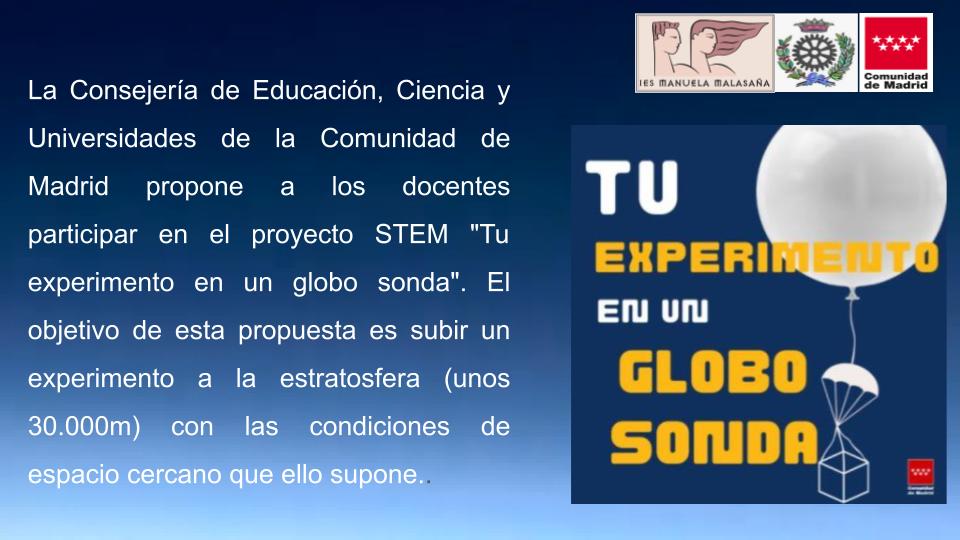 IES MANUELA MALASAÑA
Comunidad
de Madrid
La Consejería de Educación, Ciencia y
Universidades de la Comunidad de
Madrid propone a los docentes
participar en el proyecto STEM "Tu
experimento en un globo sonda". El
objetivo de esta propuesta es subir un
experimento a la estratosfera (unos
30.000m) con las condiciones de
espacio cercano que ello supone..
TU
EXPERIMENTO
EN UN
GLOBO
SONDA
Comunidad
de Madrid